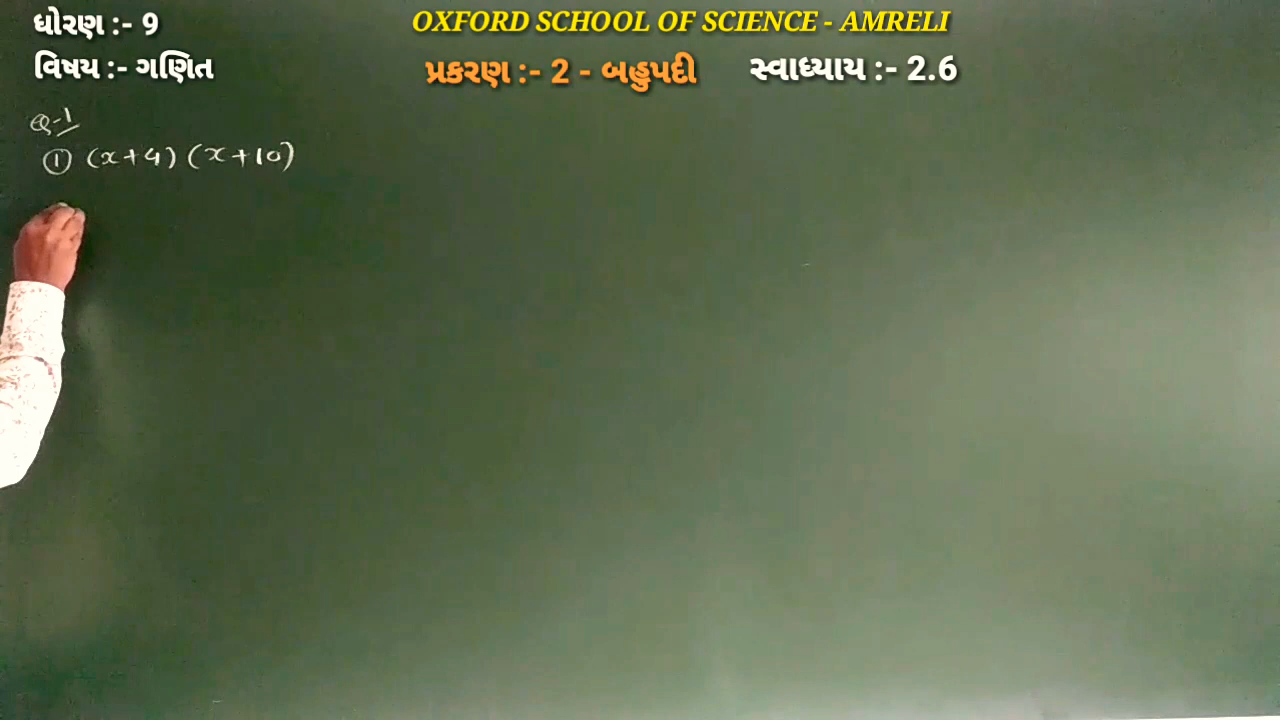 ધોરણ :- 9
OXFORD SCHOOL OF SCIENCE - AMRELI
વિષય :- ગણિત
પ્રકરણ :- 2 - બહુપદી
સ્વાધ્યાય :- 2.6
Q-1
① (x+4) (x+10)